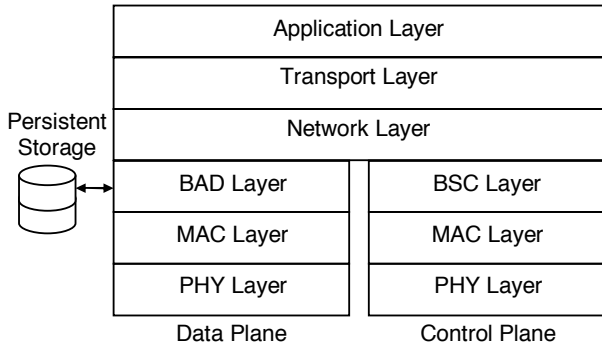 Application Layer
Transport Layer
Network Layer
Persistent
Storage
BAD Layer
BSC Layer
MAC Layer
MAC Layer
PHY Layer
PHY Layer
Data Plane
Control Plane